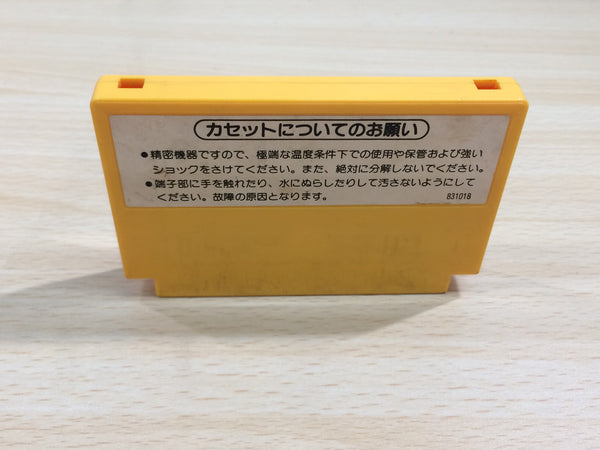 カセットについてのお願い
●精密機器ですので、極端な温度条件下での使用や保管および強い
ショックをさけてください。また、絶対に分解しないでください。
●端子部に手を触れたり、水にぬらしたりして汚さないようにして
ください。故障の原因となります。 831018